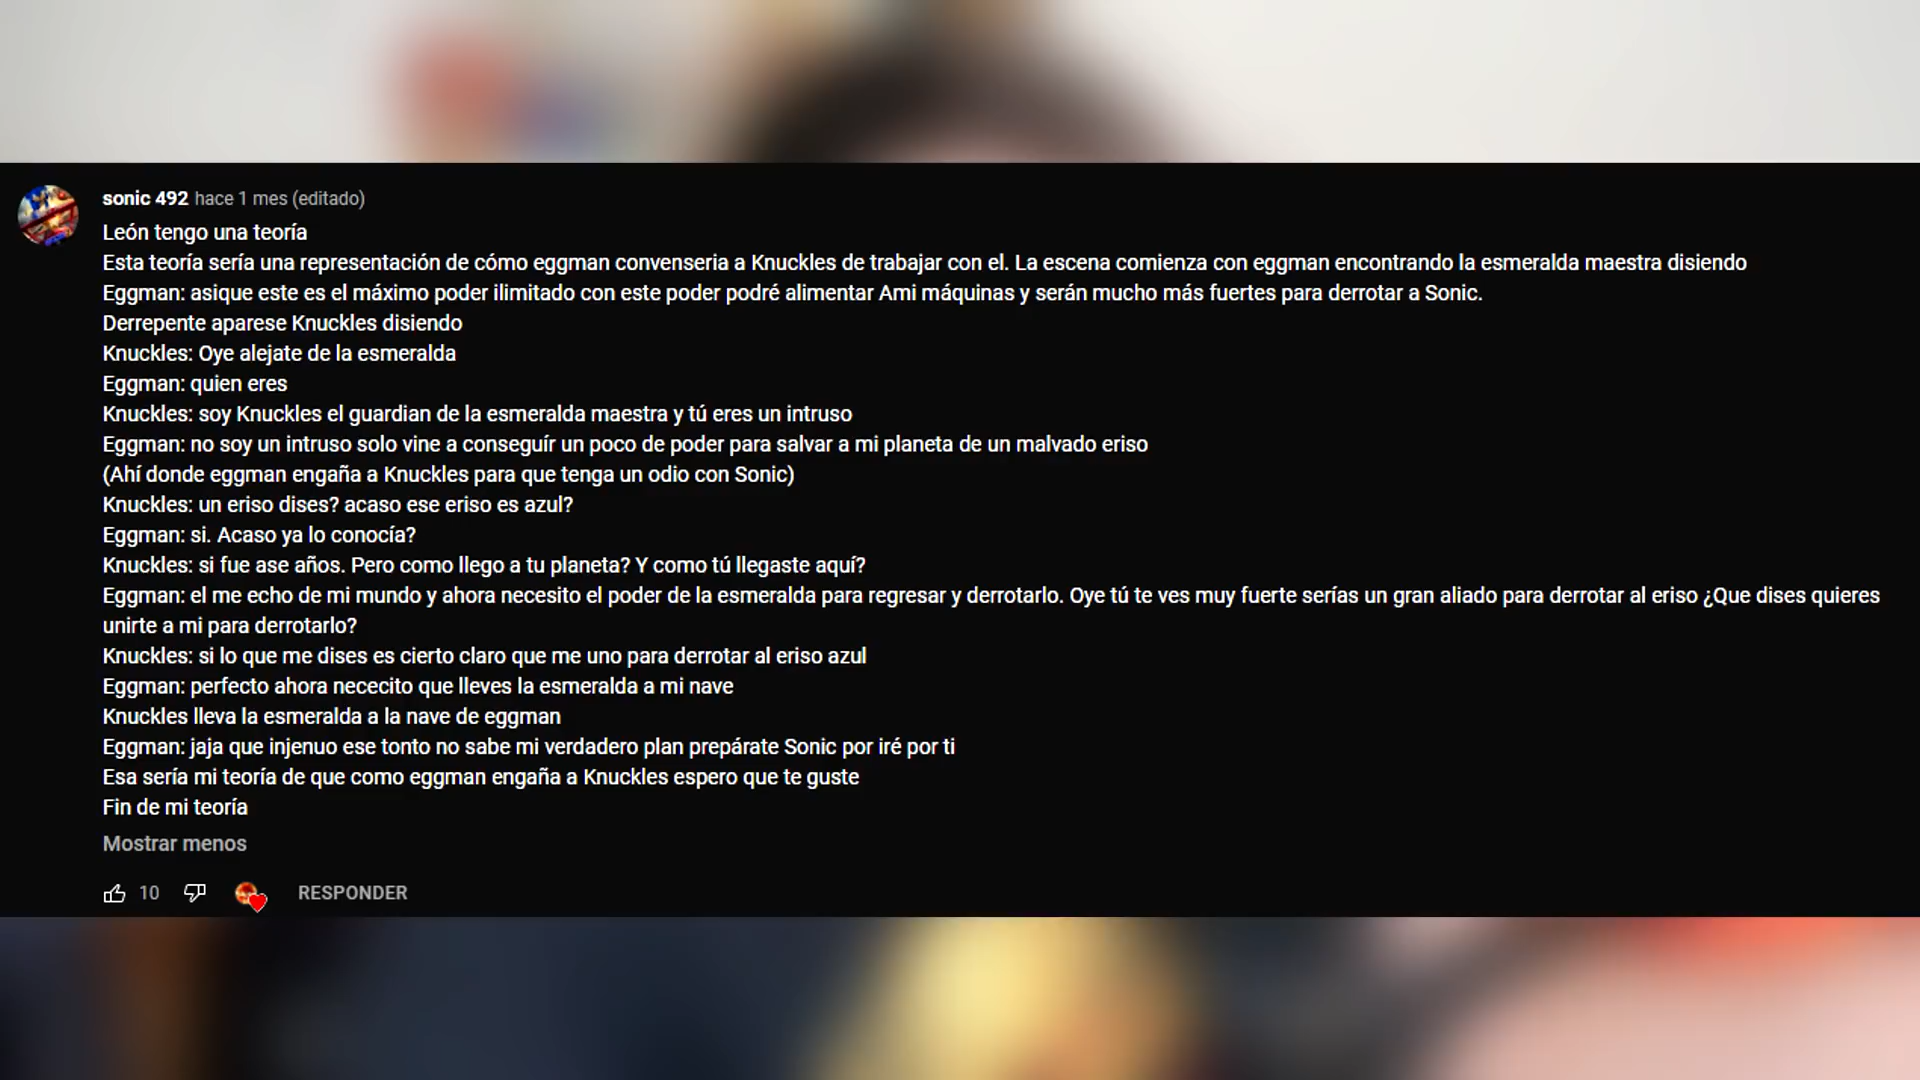 sonic 492 hace 1 mes (editado)
León tengo una teoría
Esta teoría sería una representación de cómo eggman convenseria a Knuckles de trabajar con el. La escena comienza con eggman encontrando la esmeralda maestra disiendo
Eggman: asique este es el máximo poder ilimitado con este poder podré alimentar Ami máquinas y serán mucho más fuertes para derrotar a Sonic.
Derrepente aparese Knuckles disiendo
Knuckles: Oye alejate de la esmeralda
Eggman: quien eres
Knuckles: soy Knuckles el guardian de la esmeralda maestra y tú eres un intruso
Eggman: no soy un intruso solo vine a conseguír un poco de poder para salvar a mi planeta de un malvado eriso
(Ahí donde eggman engaña a Knuckles para que tenga un odio con Sonic)
Knuckles: un eriso dises? acaso ese eriso es azul?
Eggman: si. Acaso ya lo conocía?
Knuckles: si fue ase años. Pero como llego a tu planeta? Y como tú llegaste aquí?
Eggman: el me echo de mi mundo y ahora necesito el poder de la esmeralda para regresar y derrotarlo. Oye tú te ves muy fuerte serías un gran aliado para derrotar al eriso ¿Que dises quieres
unirte a mi para derrotarlo?
Knuckles: si lo que me dises es cierto claro que me uno para derrotar al eriso azul
Eggman: perfecto ahora nececito que lleves la esmeralda a mi nave
Knuckles lleva la esmeralda a la nave de eggman
Eggman: jaja que injenuo ese tonto no sabe mi verdadero plan prepárate Sonic por iré por ti
Esa sería mi teoría de que como eggman engaña a Knuckles espero que te guste
Fin de mi teoría
Mostrar menos
10 RESPONDER